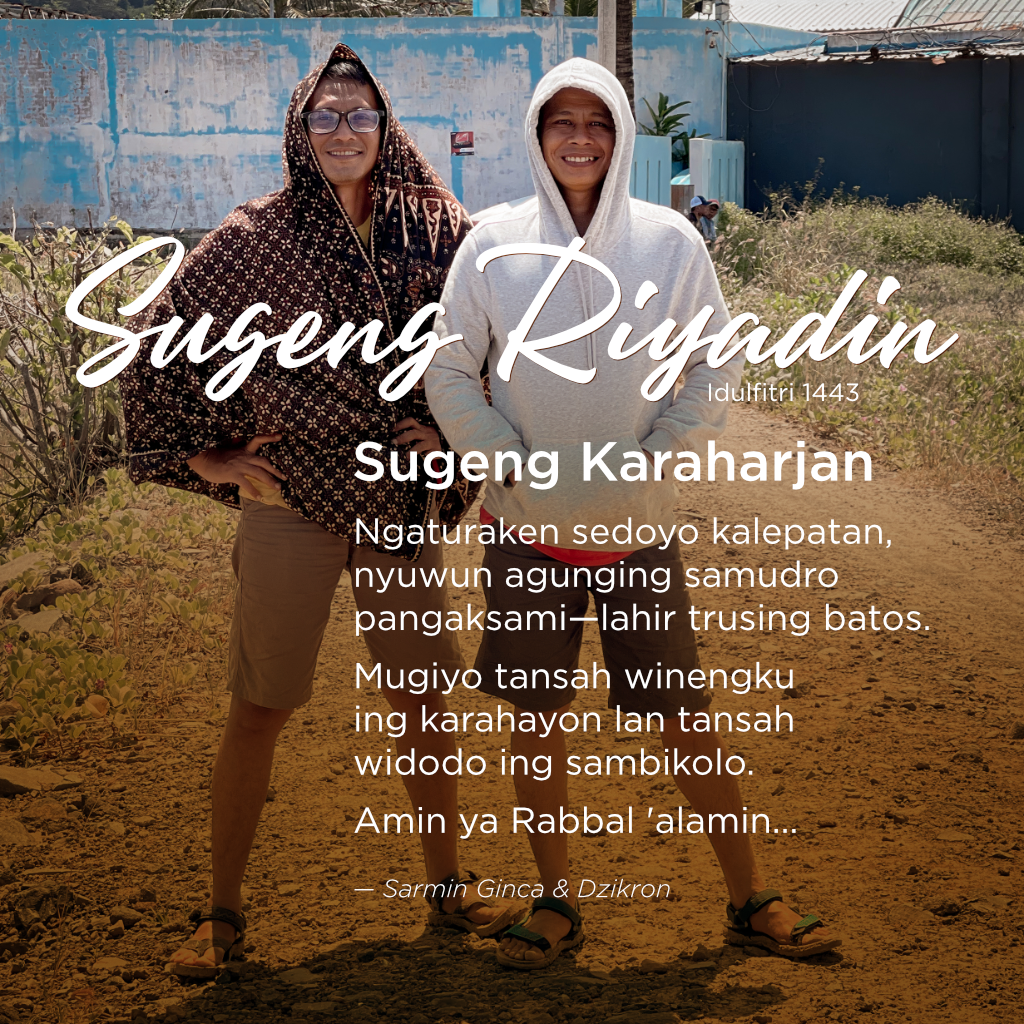 Sugeng Riyadin
Idulfitri 1443
Sugeng Karaharjan
Ngaturaken sedoyo kalepatan,
nyuwun agunging samudro
pangaksami—lahir trusing batos.
Mugiyo tansah winengku
ing karahayon lan tansah
widodo ing sambikolo.
Amin ya Rabbal 'alamin...
— Sarmin Ginca & Dzikron